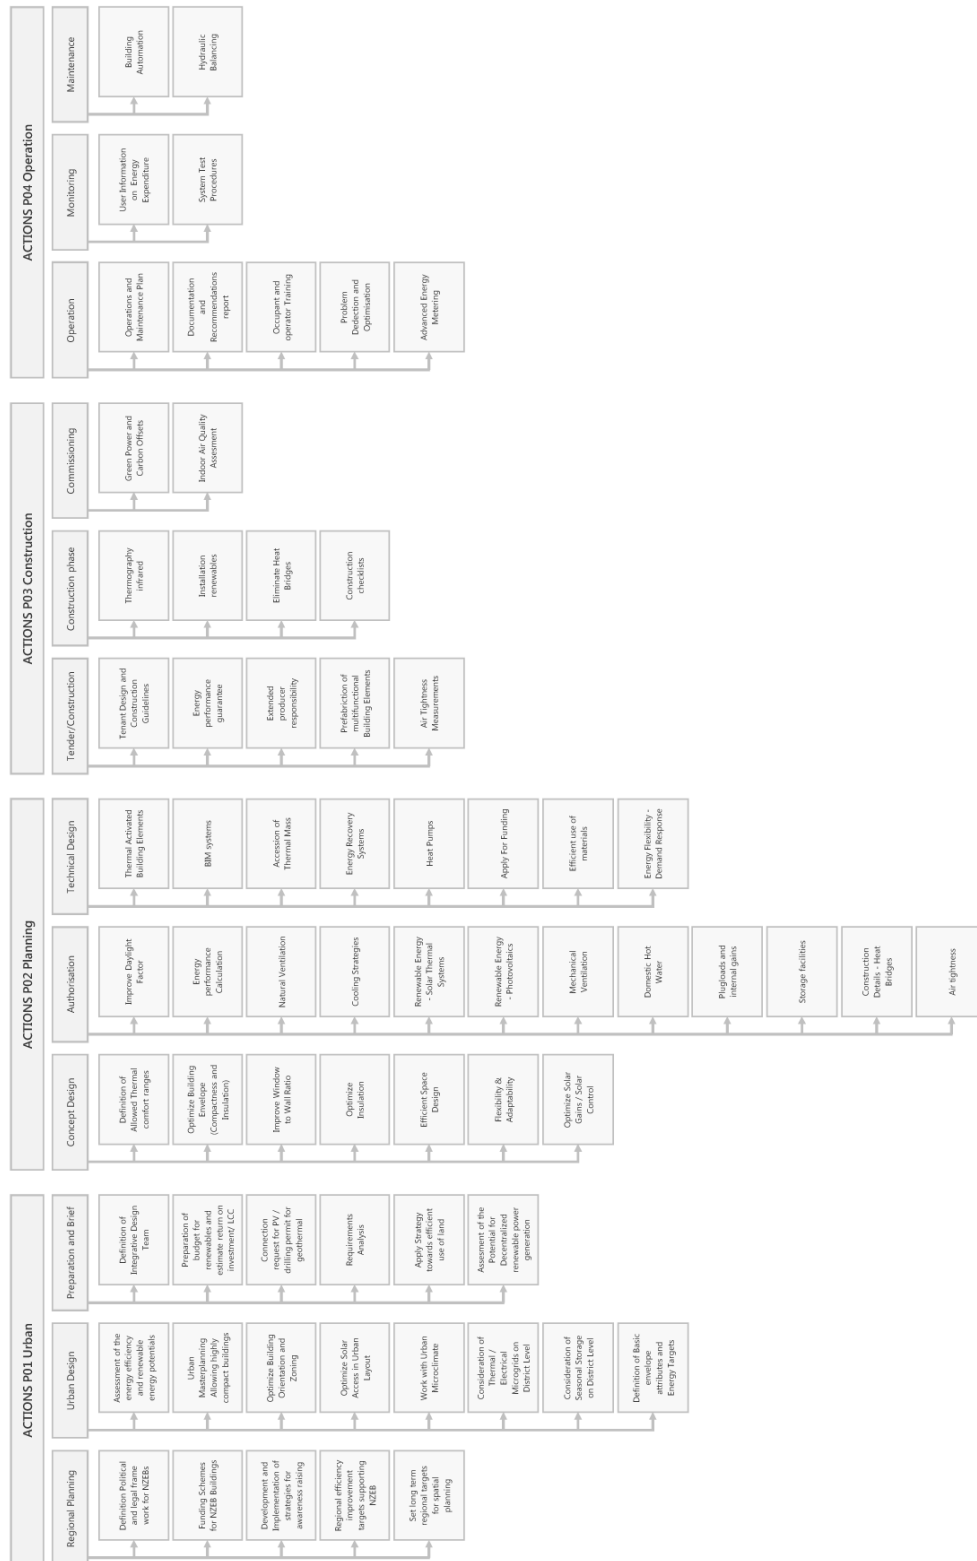 ACTIONS P01 Urban
Regional Planning
Definition Political
and legal frame
work for NZEBs
Funding Schemes
for NZEB Buildings
Development and
Implementation of
strategies for
awareness raising
Regional efficiency
improvement
targets supporting
NZEB
Set long term
regional targets
for spatial
planning
Urban Design
Assessment of the
energy efficiency
and renewable
energy potentials
Urban
Masterplanning
Allowing highly
compact buildings
Optimize Building
Orientation and
Zoning
Optimize Solar
Access in Urban
Layout
Work with Urban
Microclimate
Consideration of
Thermal /
Electrical
Microgrids on
District Level
Consideration of
Seasonal Storage
on District Level
Definition of Basic
envelope
attributes and
Energy Targets
Preparation and Brief
Definition of
Integrative Design
Team
Preparation of
budget for
renewables and
estimate return on
investment/ LCC
Connection
request for PV /
drilling permit for
geothermal
Requirements
Analysis
Apply Strategy
towards efficient
use of land
Assesment of the
Potential for
Decentralized
renewable power
generation
ACTIONS P02 Planning
Concept Design
Definition of
Allowed Thermal
comfort ranges
Optimize Building
Envelope
(Compactness and
Insulation)
Improve Window
to Wall Ratio
Optimize
Insulation
Efficient Space
Design
Flexibility &
Adaptability
Optimize Solar
Gains / Solar
Control
Authorisation
Improve Daylight
Factor
Energy
performance
Calculation
Natural Ventilation
Cooling Strategies
Renewable Energy
- Solar Thermal
Systems
Renewable Energy
- Photovoltaics
Mechanical
Ventilation
Domestic Hot
Water
Plugloads and
internal gains
Storage facilities
Construction
Details - Heat
Bridges
Air tightness
Technical Design
Thermal Activated
Building Elements
BIM systems
Accession of
Thermal Mass
Energy Recovery
Systems
Heat Pumps
Apply For Funding
Efficient use of
materials
Energy Flexibility -
Demand Response
ACTIONS P03 Construction
Tender/Construction
Tenant Design and
Construction
Guidelines
Energy
performance
guarantee
Extended
producer
responsibility
Prefabriction of
multifunctional
Building Elements
Air Tightness
Measurements
Construction phase
Thermography
infrared
Installation
renewables
Eliminate Heat
Bridges
Construction
checklists
Commissioning
Green Power and
Carbon Offsets
Indoor Air Quality
Assesment
ACTIONS P04 Operation
Operation
Operations and
Maintenance Plan
Documentation
and
Recommendations
report
Occupant and
operator Training
Problem
Dedection and
Optimisation
Advanced Energy
Metering
Monitoring
User Information
on Energy
Expenditure
System Test
Procedures
Maintenance
Building
Automation
Hydraulic
Balancing